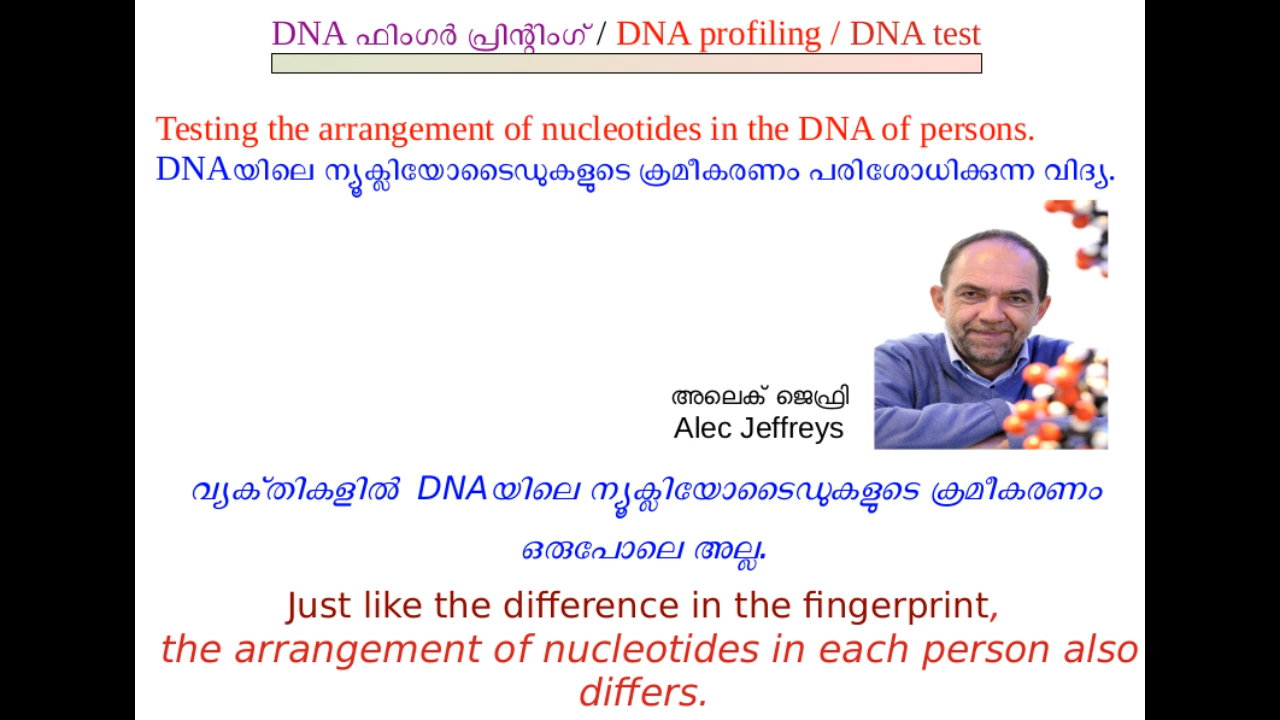 DNA ഫിംഗർ പ്രിന്റിംഗ് / DNA profiling / DNA test
Testing the arrangement of nucleotides in the DNA of persons.
DNAയിലെ ന്യൂക്ലിയോടൈഡുകളുടെ ക്രമീകരണം പരിശോധിക്കുന്ന വിദ്യ.
അലെക് ജെഫ്രി
Alec Jeffreys
വ്യക്തികളിൽ DNAയിലെ ന്യൂക്ലിയോടൈഡുകളുടെ ക്രമീകരണം
ഒരുപോലെ അല്ല.
Just like the difference in the fingerprint,
the arrangement of nucleotides in each person also
differs.